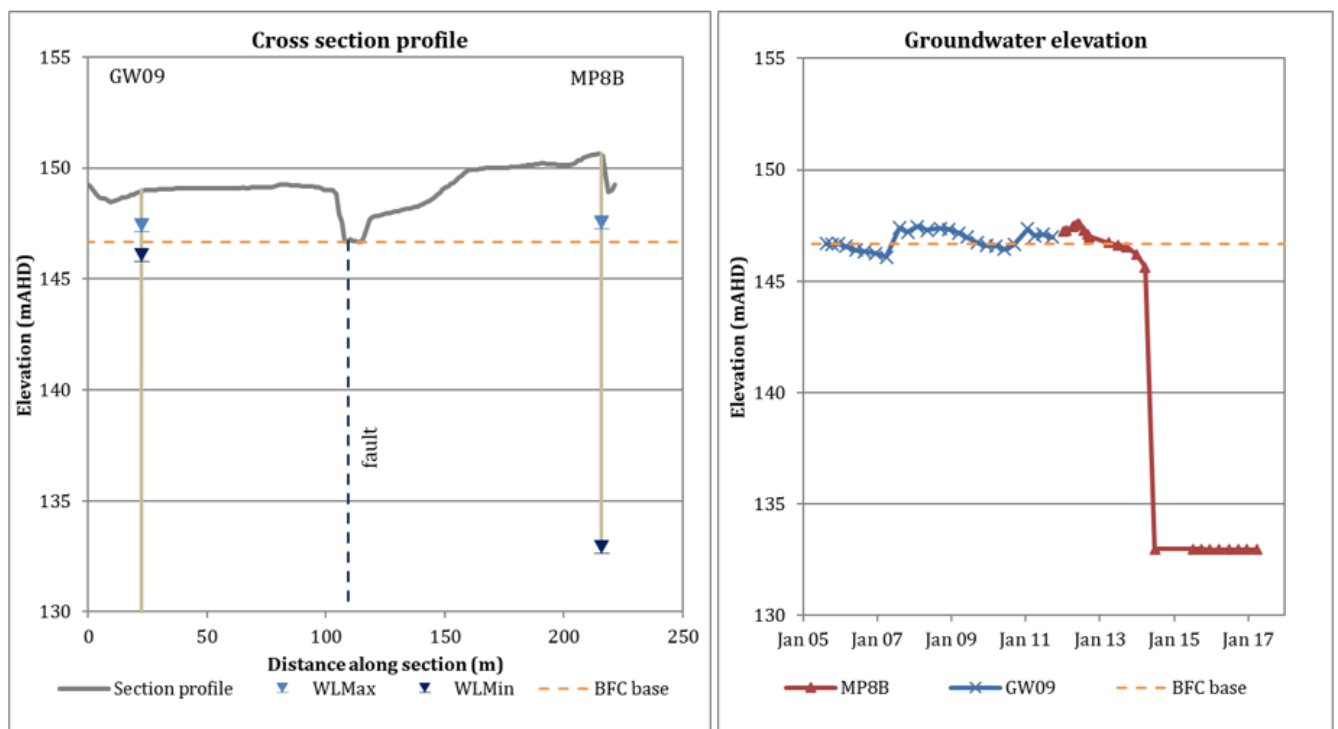 Cross section profile
GW09
MP8B
155
150
145
140
135
130
Elevation (mAHD)
fault
0 50 100 150 200 250
Distance along section (m)
Section profile WLMax WLMin BFC base
Groundwater elevation
155
150
145
140
135
130
Elevation (mAHD)
Jan 05 Jan 07 Jan 09 Jan 11 Jan 13 Jan 15 Jan 17
MP8B GW09 BFC base